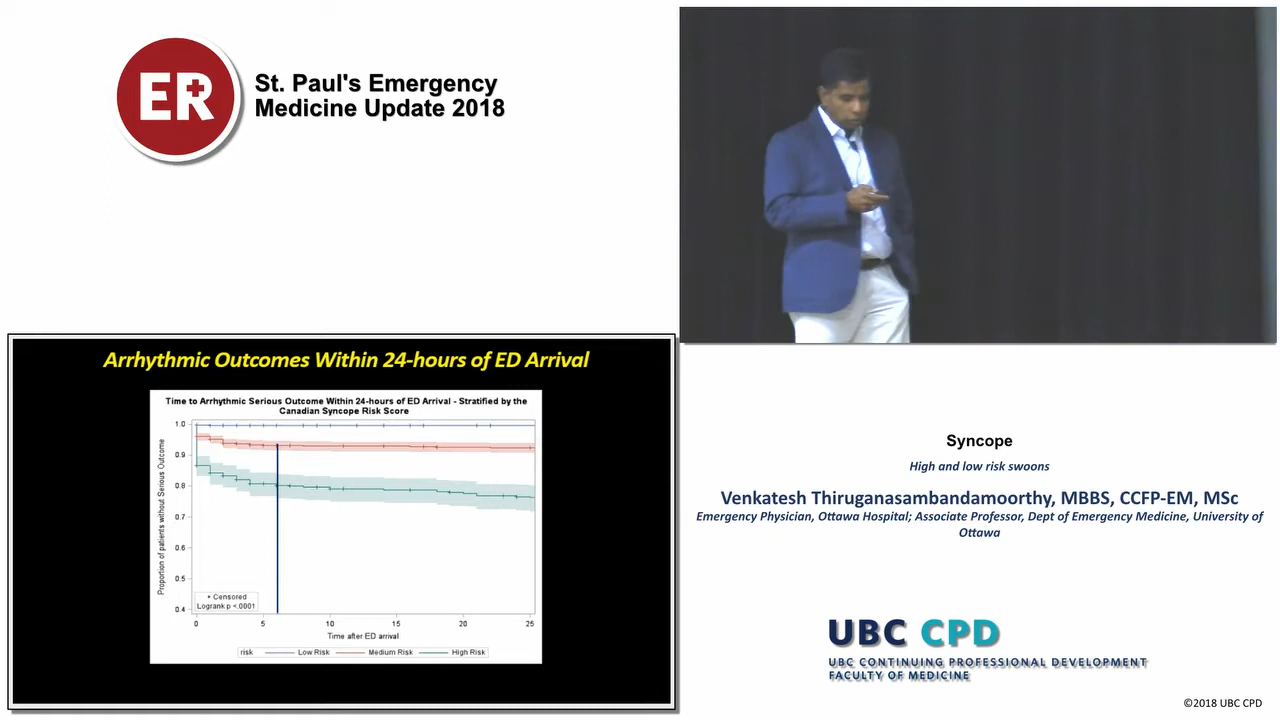 ER
St. Paul's Emergency
Medicine Update 2018
Arrhythmic Outcomes Within 24-hours of ED Arrival
Time to Arrhythmic Serious Outcome Within 24-hours of ED Arrival - Stratified by the
Canadian Syncope Risk Score
Proportion of patients without Serious Outcome
1.0
0.9
0.8
0.7
0.6
0.5
0.4
+ Censored
Logrank p <.0001
0 5 10 15 20 25
Time after ED arrival
risk Low Risk Medium Risk High Risk
Syncope
High and low risk swoons
Venkatesh Thiruganasambandamoorthy, MBBS, CCFP-EM, MSc
Emergency Physician, Ottawa Hospital; Associate Professor, Dept of Emergency Medicine, University of
Ottawa
UBC CPD
UBC CONTINUING PROFESSIONAL DEVELOPMENT
FACULTY OF MEDICINE
©2018 UBC CPD